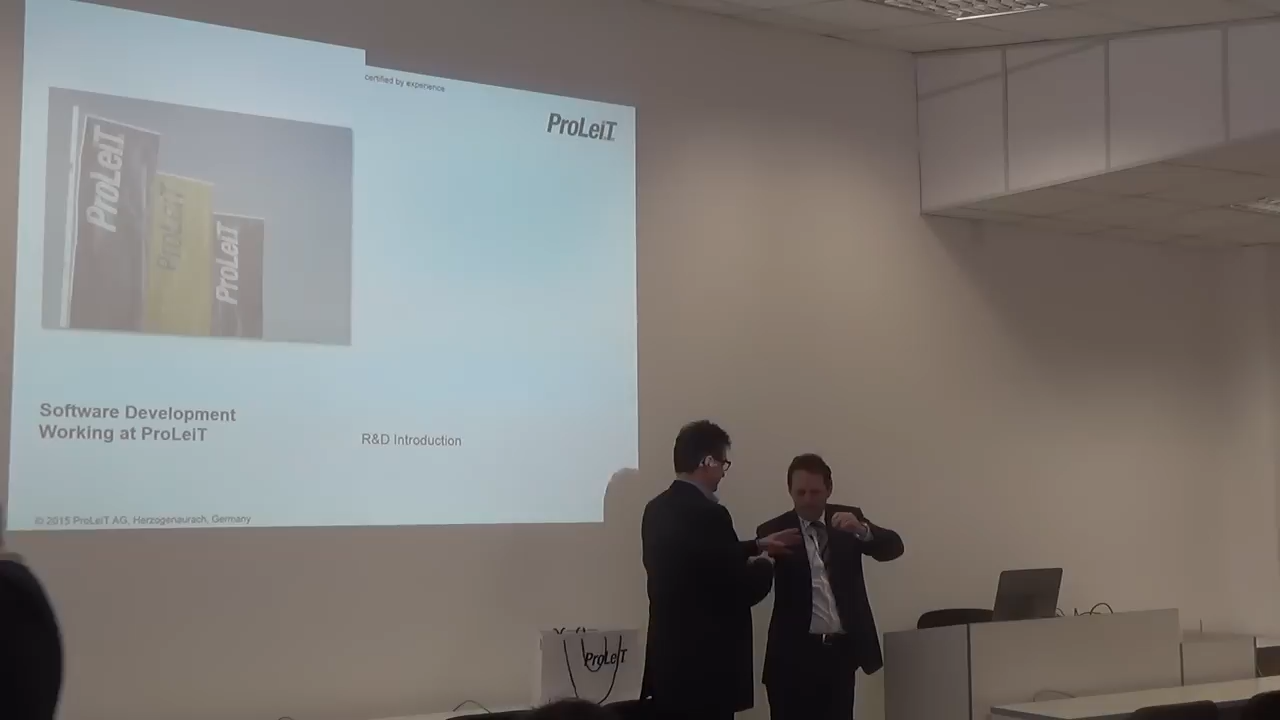 certified by experience
ProLeiT
ProLeiT
ProLeiT
ProLeiT
Software Development
Working at ProLeiT
R&D Introduction
© 2015 ProLeiT AG, Herzogenaurach, Germany
ProLeiT